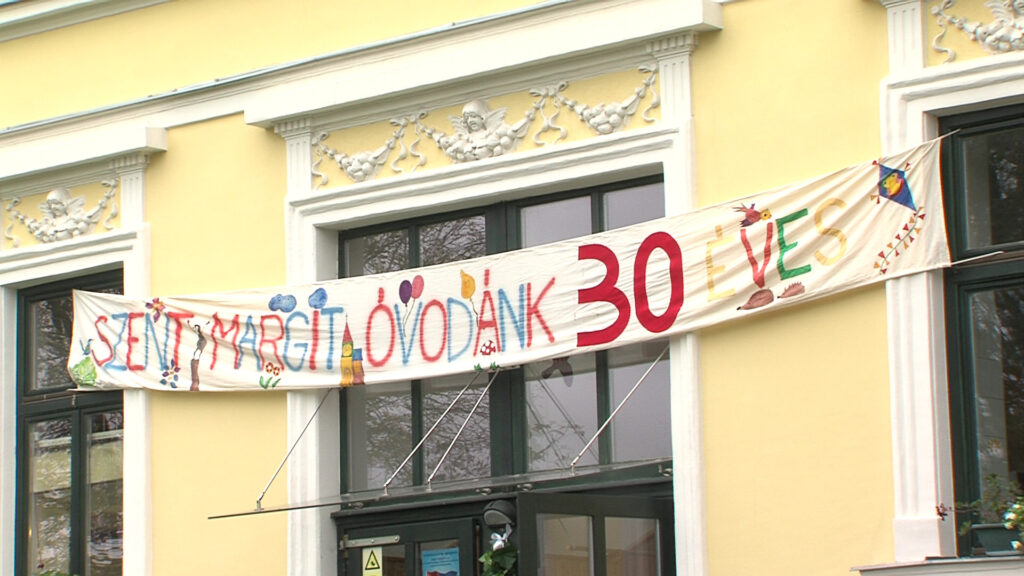 SZENT MARGIT ÓVODÁNK 30 ÉVES